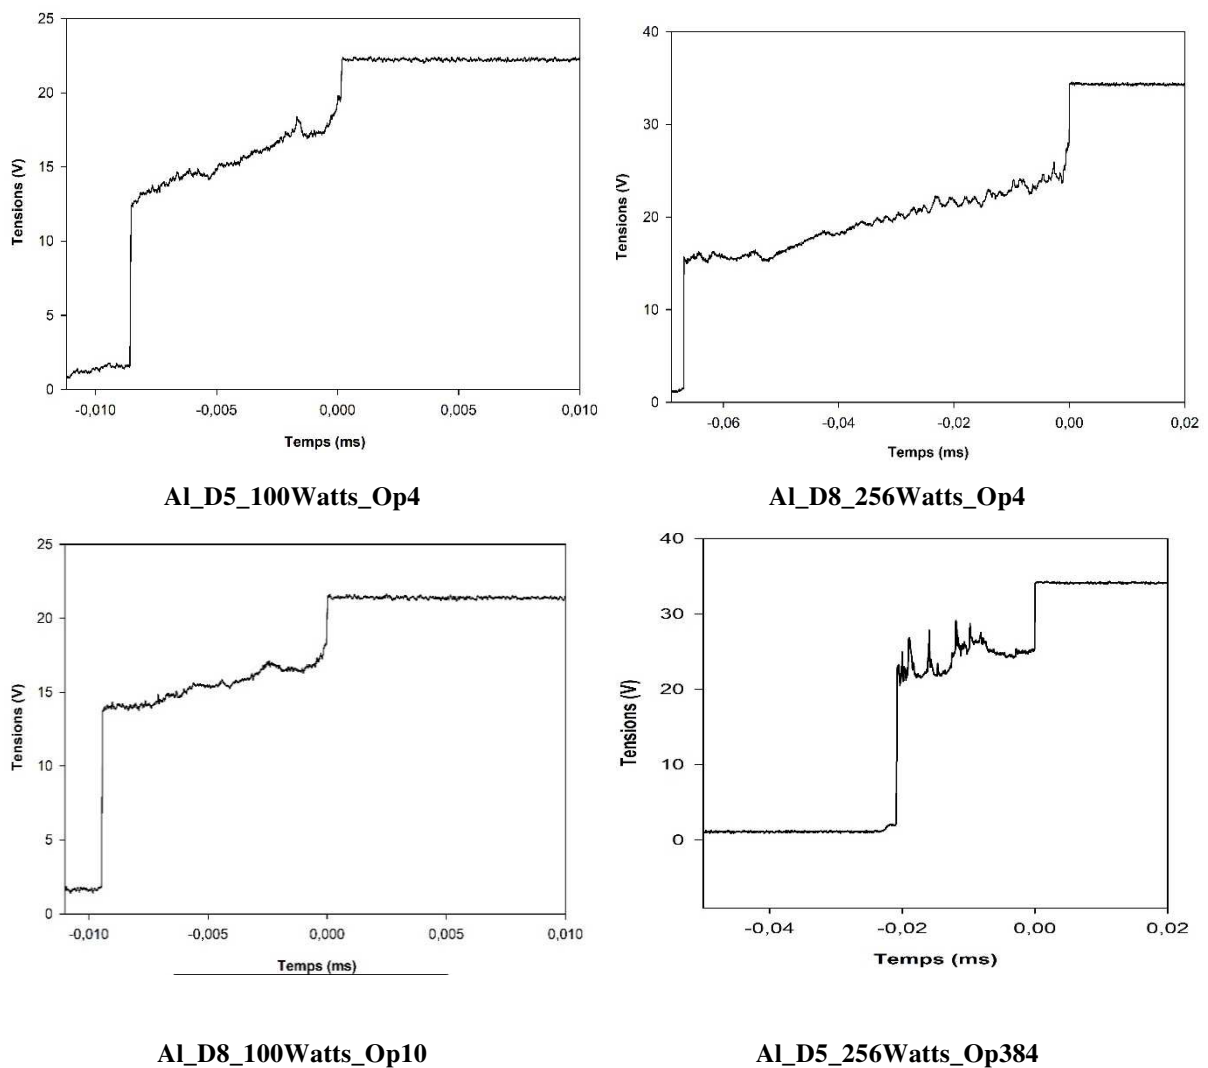 25
20
15
10
5
0
Tensions (V)
-0,010 -0,005 0,000 0,005 0,010
Temps (ms)
Al_D5_100Watts_Op4
40
30
20
10
0
Tensions (V)
-0,06 -0,04 -0,02 0,00 0,02
Temps (ms)
Al_D8_256Watts_Op4
25
20
15
10
5
0
Tensions (V)
-0,010 -0,005 0,000 0,005 0,010
Temps (ms)
Al_D8_100Watts_Op10
40
30
20
10
0
Tensions (V)
-0,04 -0,02 0,00 0,02
Temps (ms)
Al_D5_256Watts_Op384